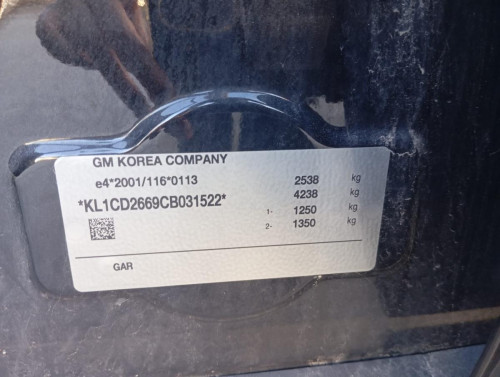 GM KOREA COMPANY
e4*2001/116*0113
2538 kg
*KL1CD2669CB031522* 4238 kg
1- 1250 kg
2- 1350 kg
GAR